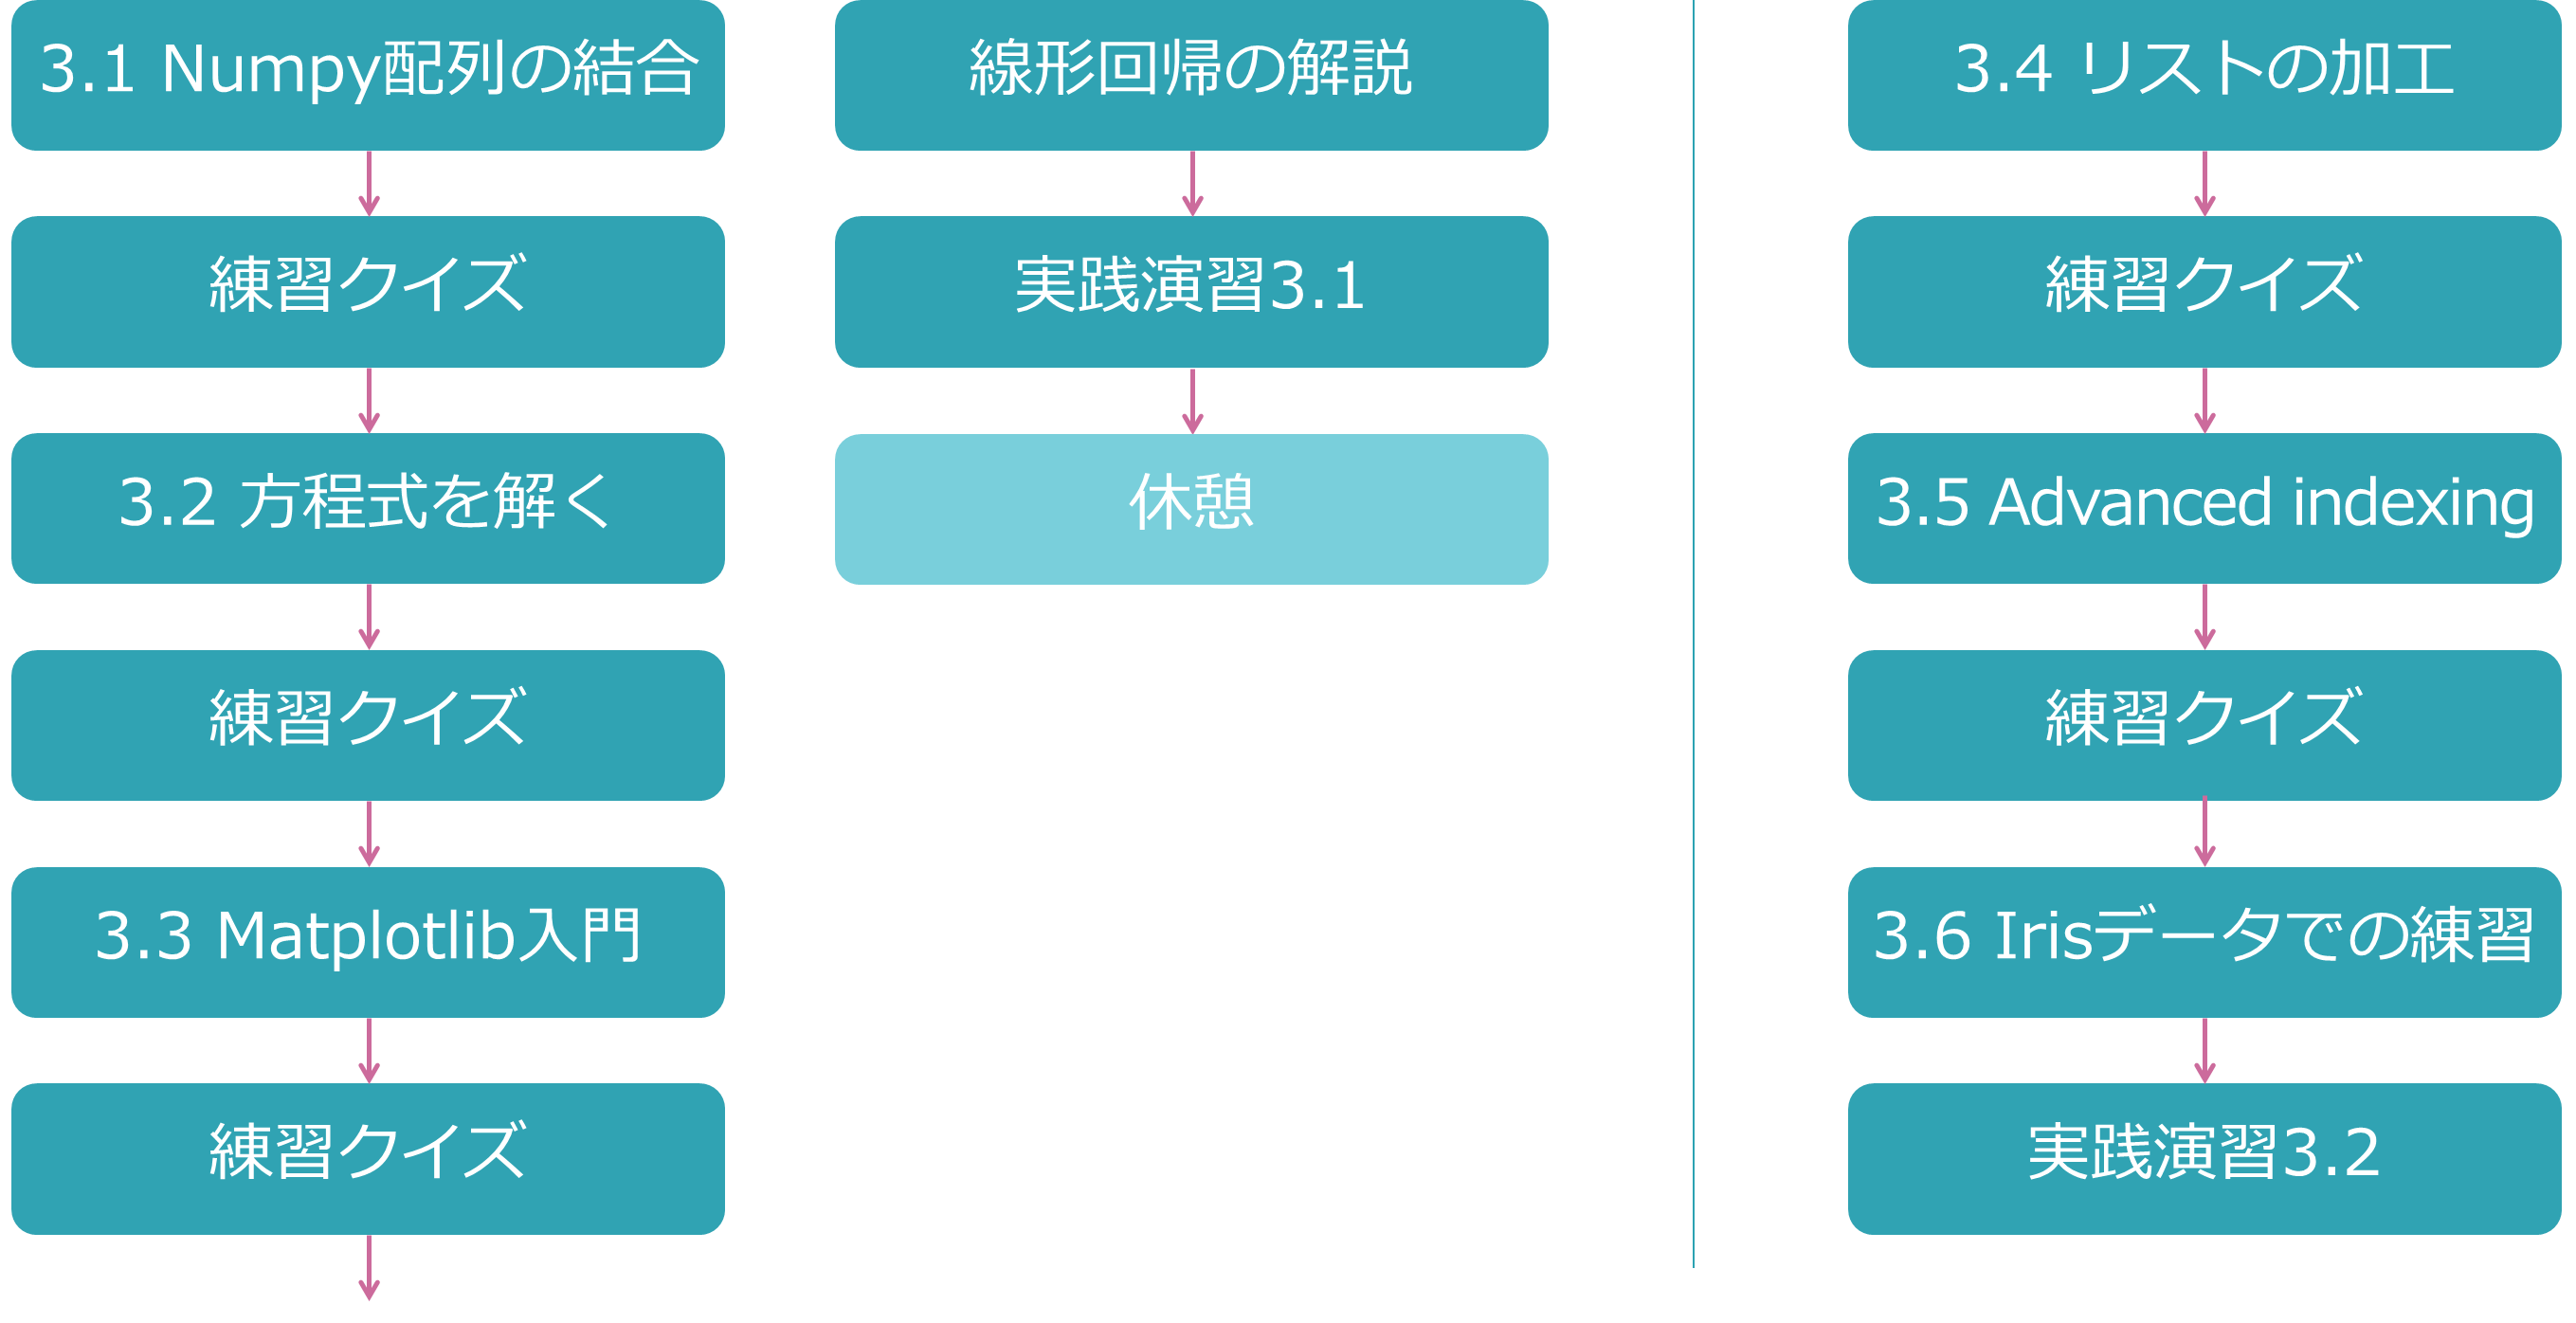 3.1 Numpy配列の結合
練習クイズ
3.2 方程式を解く
練習クイズ
3.3 Matplotlib入門
練習クイズ
線形回帰の解説
実践演習3.1
休憩
3.4 リストの加工
練習クイズ
3.5 Advanced indexing
練習クイズ
3.6 Irisデータでの練習
実践演習3.2